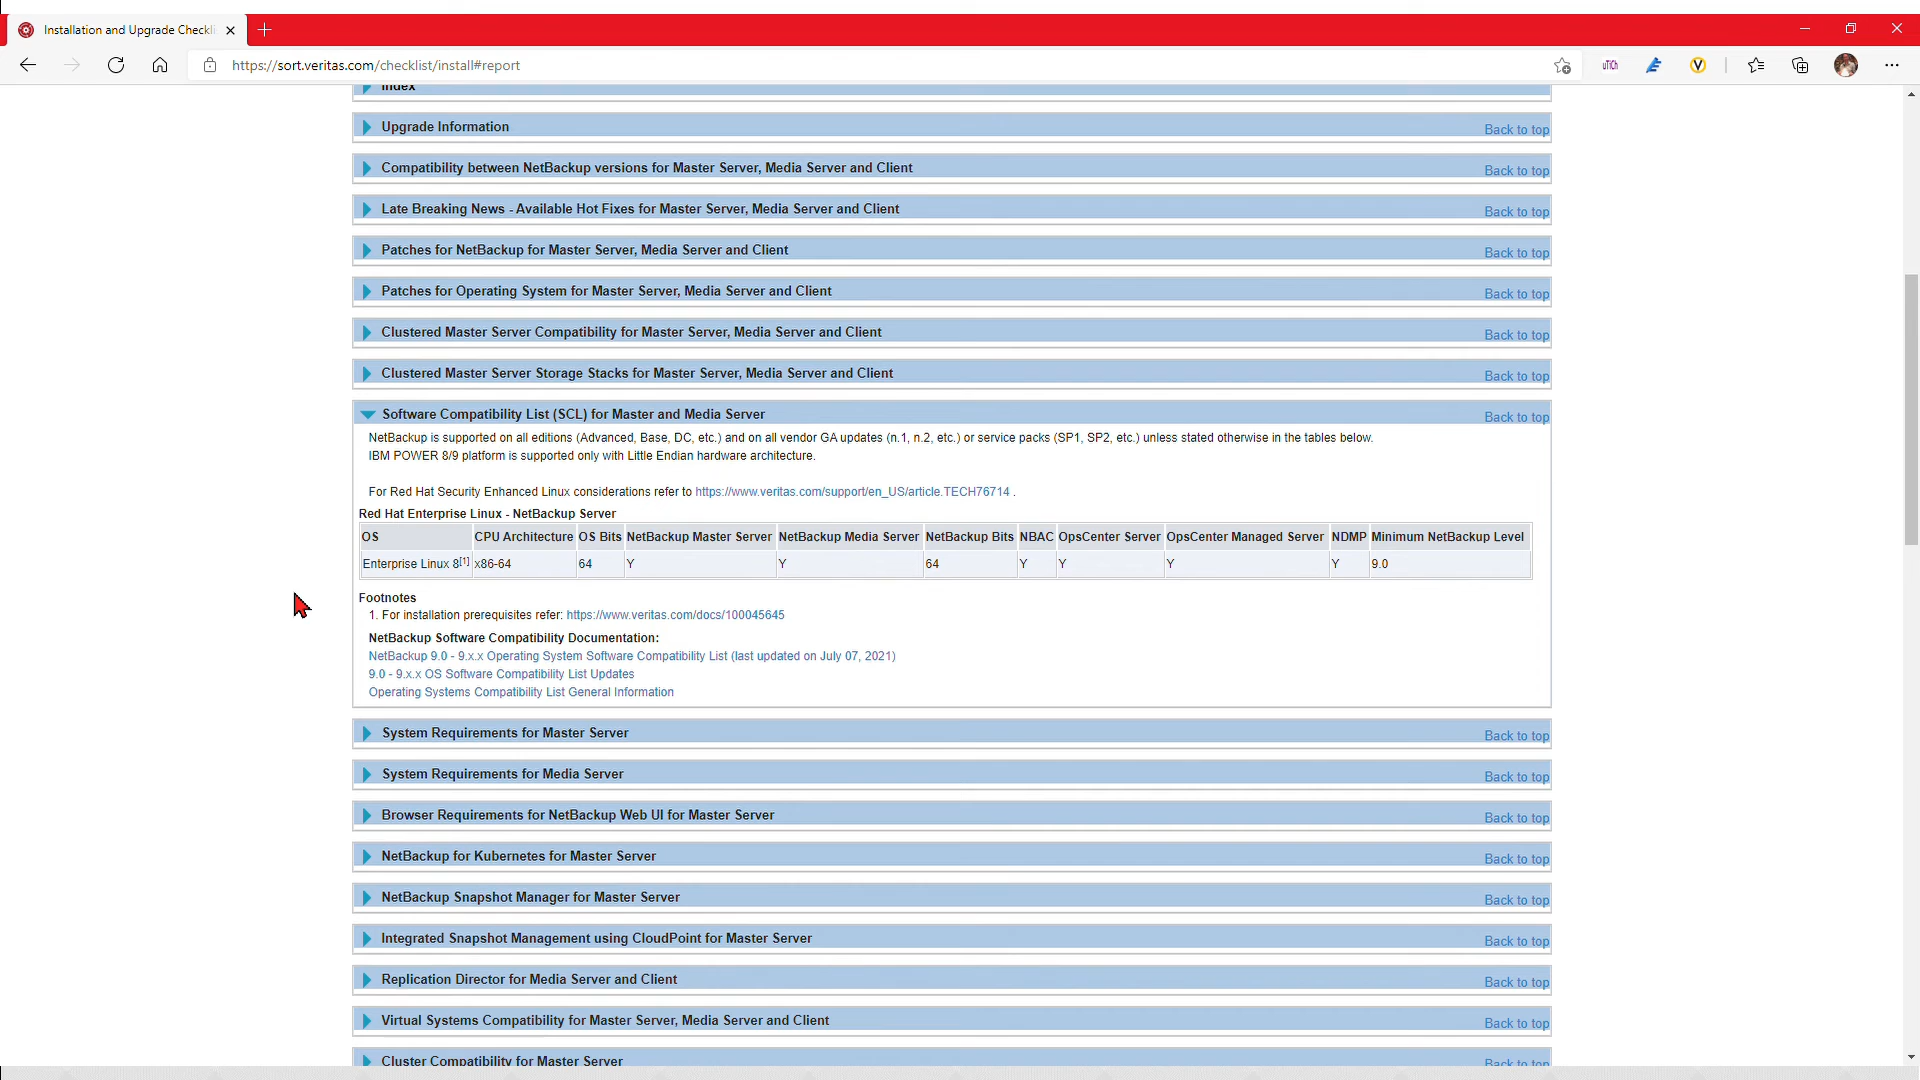 Installation and Upgrade Checkli
https://sort.veritas.com/checklist/install#report
Index
Upgrade Information
Back to top
Compatibility between NetBackup versions for Master Server, Media Server and Client
Back to top
Late Breaking News - Available Hot Fixes for Master Server, Media Server and Client
Back to top
Patches for NetBackup for Master Server, Media Server and Client
Back to top
Patches for Operating System for Master Server, Media Server and Client
Back to top
Clustered Master Server Compatibility for Master Server, Media Server and Client
Back to top
Clustered Master Server Storage Stacks for Master Server, Media Server and Client
Back to top
Software Compatibility List (SCL) for Master and Media Server
Back to top
NetBackup is supported on all editions (Advanced, Base, DC, etc.) and on all vendor GA updates (n.1, n.2, etc.) or service packs (SP1, SP2, etc.) unless stated otherwise in the tables below.
IBM POWER 8/9 platform is supported only with Little Endian hardware architecture.
For Red Hat Security Enhanced Linux considerations refer to https://www.veritas.com/support/en_US/article.TECH76714 .
Red Hat Enterprise Linux - NetBackup Server
OS CPU Architecture OS Bits NetBackup Master Server NetBackup Media Server NetBackup Bits NBAC OpsCenter Server OpsCenter Managed Server NDMP Minimum NetBackup Level
Enterprise Linux 8[1] x86-64 64 Y Y 64 Y Y Y Y 9.0
Footnotes
1. For installation prerequisites refer: https://www.veritas.com/docs/100045645
NetBackup Software Compatibility Documentation:
NetBackup 9.0 - 9.x.x Operating System Software Compatibility List (last updated on July 07, 2021)
9.0 - 9.x.x OS Software Compatibility List Updates
Operating Systems Compatibility List General Information
System Requirements for Master Server
Back to top
System Requirements for Media Server
Back to top
Browser Requirements for NetBackup Web UI for Master Server
Back to top
NetBackup for Kubernetes for Master Server
Back to top
NetBackup Snapshot Manager for Master Server
Back to top
Integrated Snapshot Management using CloudPoint for Master Server
Back to top
Replication Director for Media Server and Client
Back to top
Virtual Systems Compatibility for Master Server, Media Server and Client
Back to top
Cluster Compatibility for Master Server
Back to top